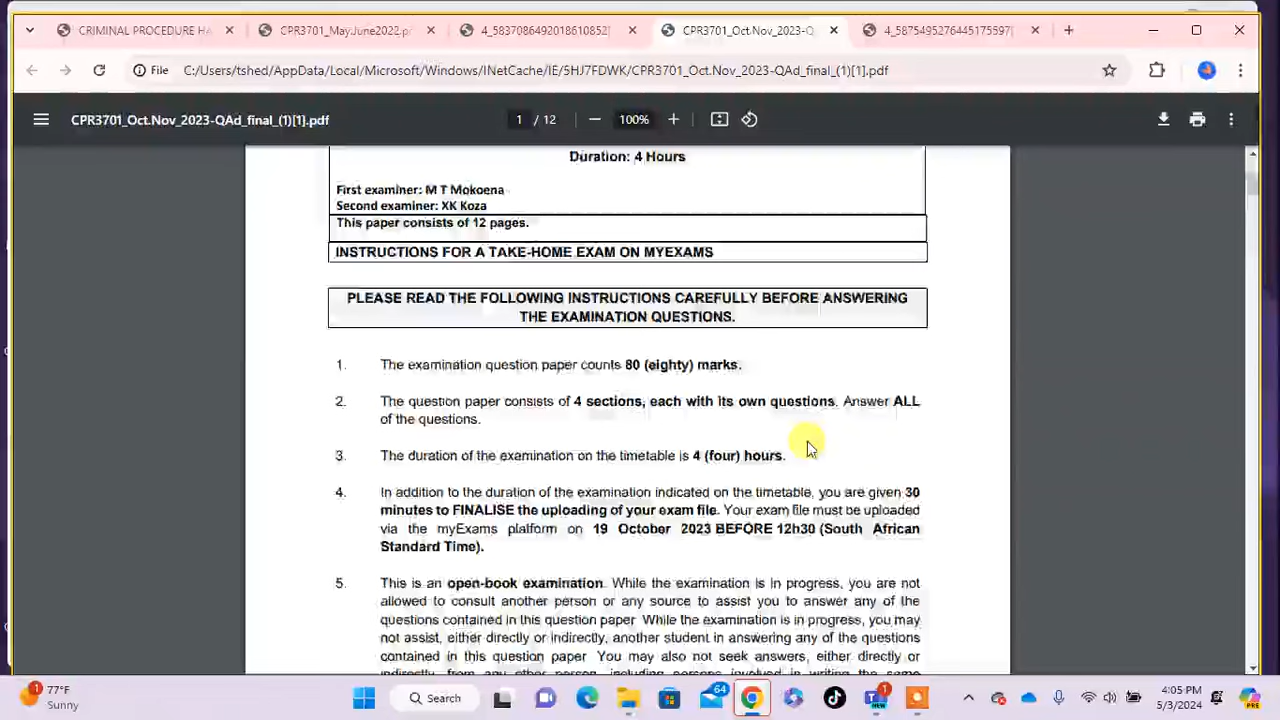 CRIMINAL PROCEDURE HA
CPR3701_May.June2022.p
4_5837086492018610852
CPR3701_Oct.Nov_2023-Q
4_5875495276445175597(
File
C:/Users/tshed/AppData/Local/Microsoft/Windows/INetCache/IE/5HJ7FDWK/CPR3701_Oct.Nov_2023-QAd_final_(1)[1].pdf
CPR3701_Oct.Nov_2023-QAd_final_(1)[1].pdf
1 / 12
100%
Duration: 4 Hours
First examiner: M T Mokoena
Second examiner: XK Koza
This paper consists of 12 pages.
INSTRUCTIONS FOR A TAKE-HOME EXAM ON MYEXAMS
PLEASE READ THE FOLLOWING INSTRUCTIONS CAREFULLY BEFORE ANSWERING
THE EXAMINATION QUESTIONS.
1. The examination question paper counts 80 (eighty) marks.
2. The question paper consists of 4 sections, each with its own questions. Answer ALL
of the questions.
3. The duration of the examination on the timetable is 4 (four) hours.
4. In addition to the duration of the examination indicated on the timetable, you are given 30
minutes to FINALISE the uploading of your exam file. Your exam file must be uploaded
via the myExams platform on 19 October 2023 BEFORE 12h30 (South African
Standard Time).
5. This is an open-book examination. While the examination is in progress, you are not
allowed to consult another person or any source to assist you to answer any of the
questions contained in this question paper. While the examination is in progress, you may
not assist, either directly or indirectly, another student in answering any of the questions
contained in this question paper. You may also not seek answers, either directly or
indirectly, from any other person, including persons involved in writing the same
77°F
Sunny
1
Search
64
1
NEW
4:05 PM
5/3/2024
PRE